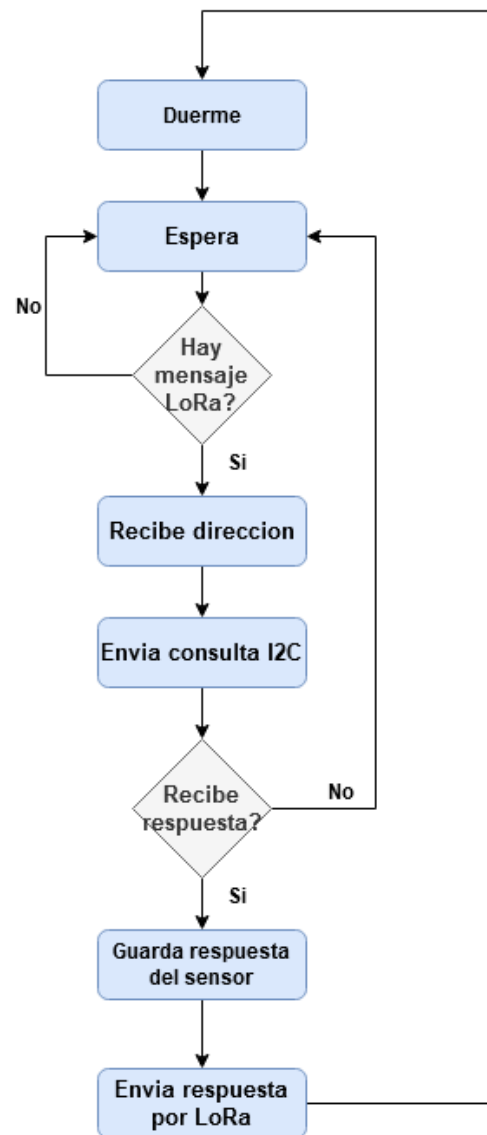 Duerme
Espera
No
Hay
mensaje
LoRa?
Si
Recibe direccion
Envia consulta I2C
Recibe
respuesta?
No
Si
Guarda respuesta
del sensor
Envia respuesta
por LoRa